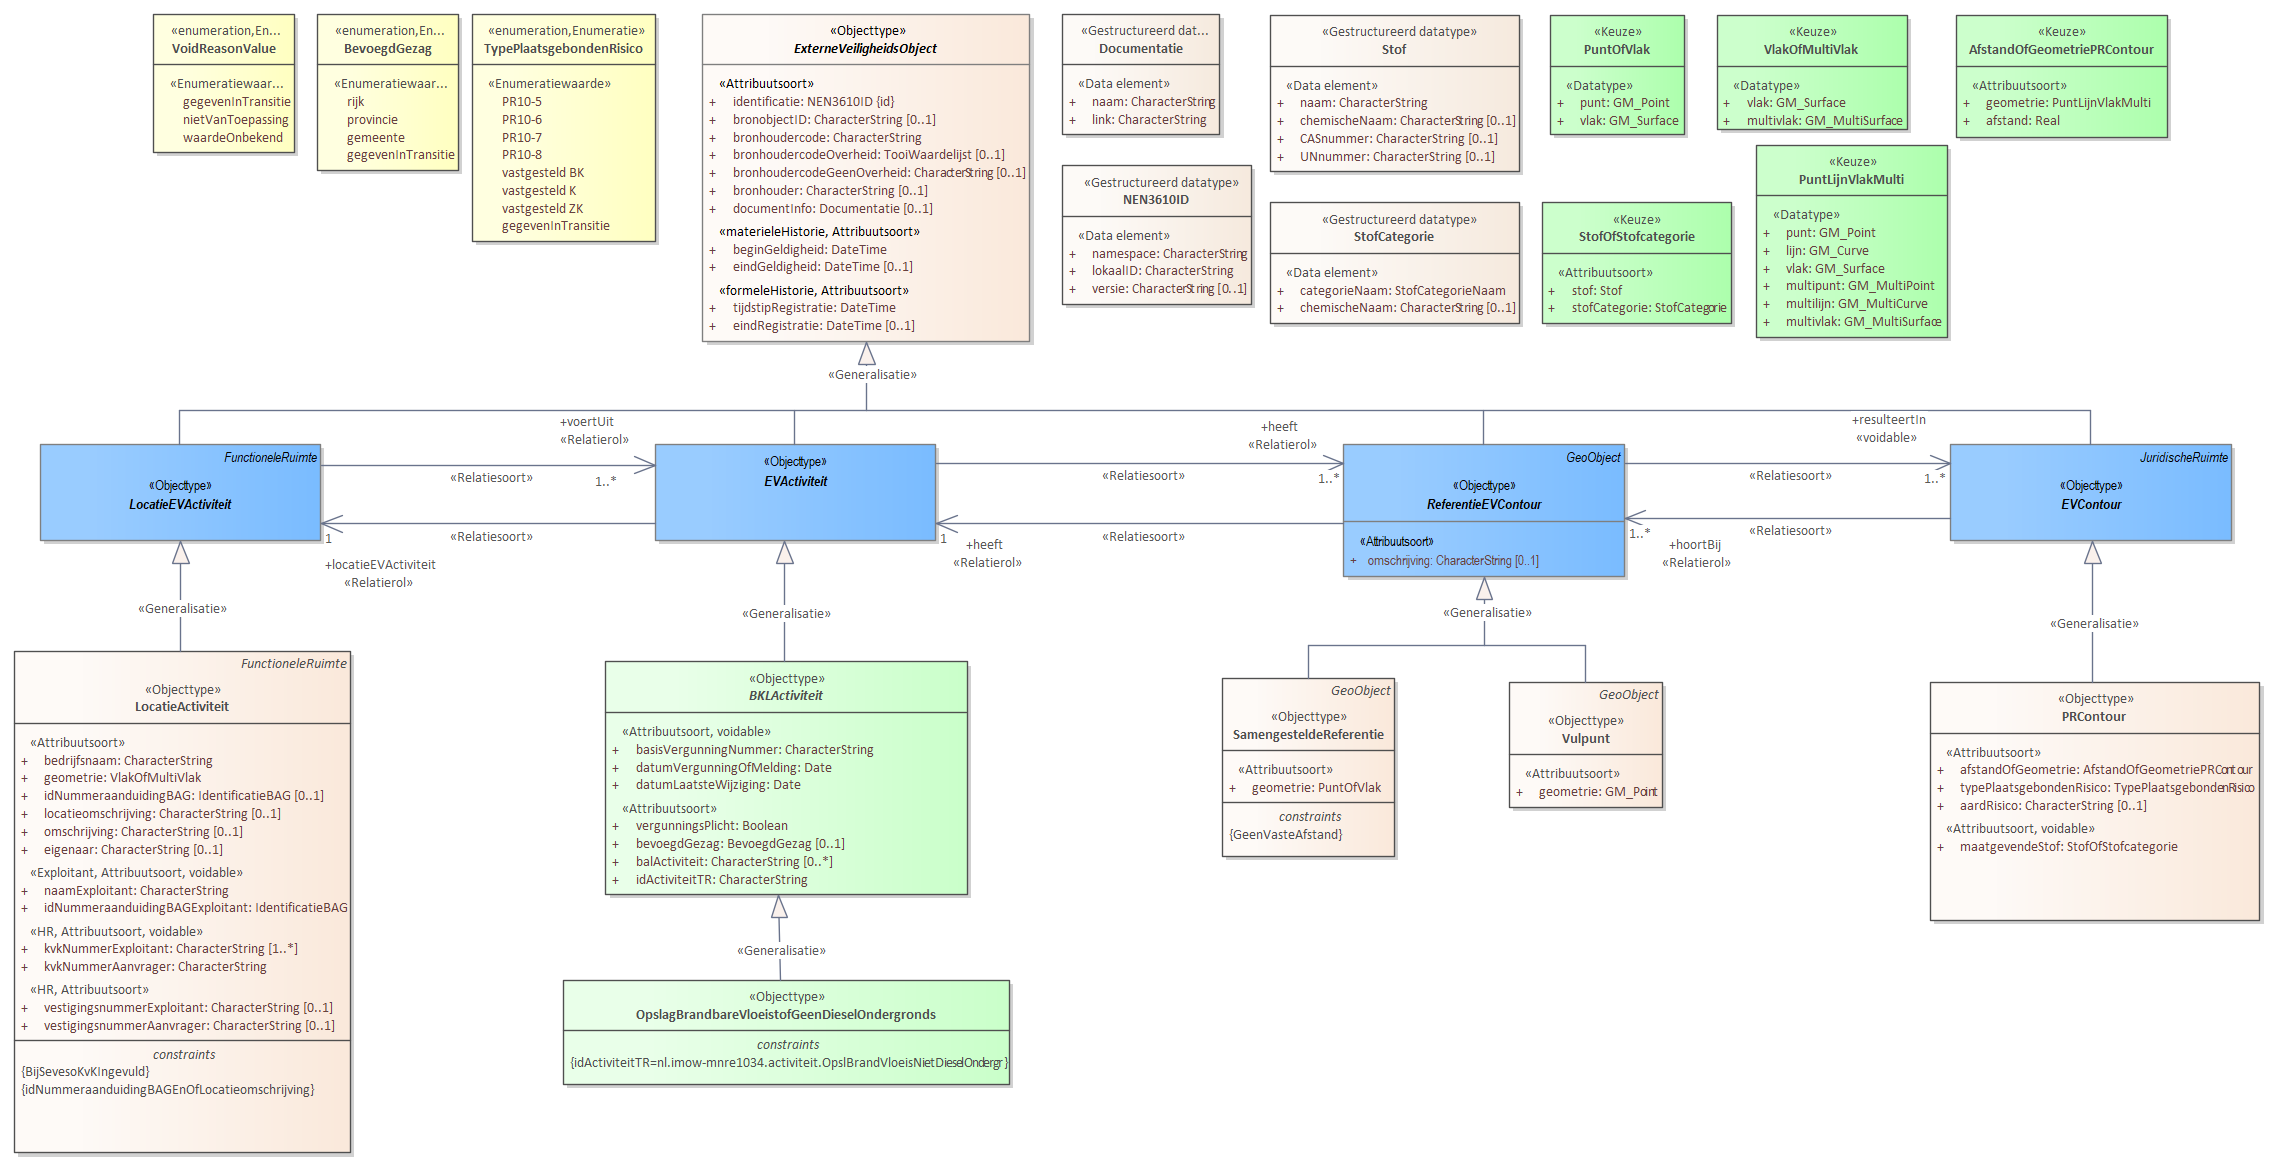 «enumeration,En...
VoidReasonValue
«Enumeratiewaar...
gegevenInTransitie
nietVanToepassing
waardeOnbekend
«enumeration,En...
BevoegdGezag
«Enumeratiewaar...
rijk
provincie
gemeente
gegevenInTransitie
«enumeration,Enumeratie»
TypePlaatsgebondenRisico
«Enumeratiewaarde»
PR10-5
PR10-6
PR10-7
PR10-8
vastgesteld BK
vastgesteld K
vastgesteld ZK
gegevenInTransitie
«Objecttype»
ExterneVeiligheidsObject
«Attribuutsoort»
+ identificatie: NEN3610ID {id}
+ bronobjectID: CharacterString [0..1]
+ bronhoudercode: CharacterString
+ bronhoudercodeOverheid: TooiWaardelijst [0..1]
+ bronhoudercodeGeenOverheid: CharacterString [0..1]
+ bronhouder: CharacterString [0..1]
+ documentInfo: Documentatie [0..1]
«materieleHistorie, Attribuutsoort»
+ beginGeldigheid: DateTime
+ eindGeldigheid: DateTime [0..1]
«formeleHistorie, Attribuutsoort»
+ tijdstipRegistratie: DateTime
+ eindRegistratie: DateTime [0..1]
«Gestructureerd dat...
Documentatie
«Data element»
+ naam: CharacterString
+ link: CharacterString
«Gestructureerd datatype»
NEN3610ID
«Data element»
+ namespace: CharacterString
+ lokaalID: CharacterString
+ versie: CharacterString [0..1]
«Gestructureerd datatype»
Stof
«Data element»
+ naam: CharacterString
+ chemischeNaam: CharacterString [0..1]
+ CASnummer: CharacterString [0..1]
+ UNnummer: CharacterString [0..1]
«Gestructureerd datatype»
StofCategorie
«Data element»
+ categorieNaam: StofCategorieNaam
+ chemischeNaam: CharacterString [0..1]
«Keuze»
PuntOfVlak
«Datatype»
+ punt: GM_Point
+ vlak: GM_Surface
«Keuze»
VlakOfMultiVlak
«Datatype»
+ vlak: GM_Surface
+ multivlak: GM_MultiSurface
«Keuze»
AfstandOfGeometriePRContour
«Attribuutsoort»
+ geometrie: PuntLijnVlakMulti
+ afstand: Real
«Keuze»
StofOfStofcategorie
«Attribuutsoort»
+ stof: Stof
+ stofCategorie: StofCategorie
«Keuze»
PuntLijnVlakMulti
«Datatype»
+ punt: GM_Point
+ lijn: GM_Curve
+ vlak: GM_Surface
+ multipunt: GM_MultiPoint
+ multilijn: GM_MultiCurve
+ multivlak: GM_MultiSurface
«Generalisatie»
FunctioneleRuimte
«Objecttype»
LocatieEVActiviteit
+voertUit
«Relatierol»
«Relatiesoort»
1..*
«Relatiesoort»
1
+locatieEVActiviteit
«Relatierol»
«Objecttype»
EVActiviteit
+heeft
«Relatierol»
«Relatiesoort»
1..*
«Relatiesoort»
1
+heeft
«Relatierol»
GeoObject
«Objecttype»
ReferentieEVContour
«Attribuutsoort»
+ omschrijving: CharacterString [0..1]
+resulteertIn
«voidable»
«Relatiesoort»
1..*
«Relatiesoort»
1..*
+hoortBij
«Relatierol»
JuridischeRuimte
«Objecttype»
EVContour
«Generalisatie»
«Generalisatie»
«Generalisatie»
«Generalisatie»
FunctioneleRuimte
«Objecttype»
LocatieActiviteit
«Attribuutsoort»
+ bedrijfsnaam: CharacterString
+ geometrie: VlakOfMultiVlak
+ idNummeraanduidingBAG: IdentificatieBAG [0..1]
+ locatieomschrijving: CharacterString [0..1]
+ omschrijving: CharacterString [0..1]
+ eigenaar: CharacterString [0..1]
«Exploitant, Attribuutsoort, voidable»
+ naamExploitant: CharacterString
+ idNummeraanduidingBAGExploitant: IdentificatieBAG
«HR, Attribuutsoort, voidable»
+ kvkNummerExploitant: CharacterString [1..*]
+ kvkNummerAanvrager: CharacterString
«HR, Attribuutsoort»
+ vestigingsnummerExploitant: CharacterString [0..1]
+ vestigingsnummerAanvrager: CharacterString [0..1]
constraints
{BijSevesoKvKIngevuld}
{idNummeraanduidingBAGEnOfLocatieomschrijving}
«Objecttype»
BKLActiviteit
«Attribuutsoort, voidable»
+ basisVergunningNummer: CharacterString
+ datumVergunningOfMelding: Date
+ datumLaatsteWijziging: Date
«Attribuutsoort»
+ vergunningsPlicht: Boolean
+ bevoegdGezag: BevoegdGezag [0..1]
+ balActiviteit: CharacterString [0..*]
+ idActiviteitTR: CharacterString
«Generalisatie»
«Objecttype»
OpslagBrandbareVloeistofGeenDieselOndergronds
constraints
{idActiviteitTR=nl.imow-mnre1034.activiteit.OpslBrandVloeisNietDieselOndergr}
GeoObject
«Objecttype»
SamengesteldeReferentie
«Attribuutsoort»
+ geometrie: PuntOfVlak
constraints
{GeenVasteAfstand}
GeoObject
«Objecttype»
Vulpunt
«Attribuutsoort»
+ geometrie: GM_Point
«Objecttype»
PRContour
«Attribuutsoort»
+ afstandOfGeometrie: AfstandOfGeometriePRContour
+ typePlaatsgebondenRisico: TypePlaatsgebondenRisico
+ aardRisico: CharacterString [0..1]
«Attribuutsoort, voidable»
+ maatgevendeStof: StofOfStofcategorie